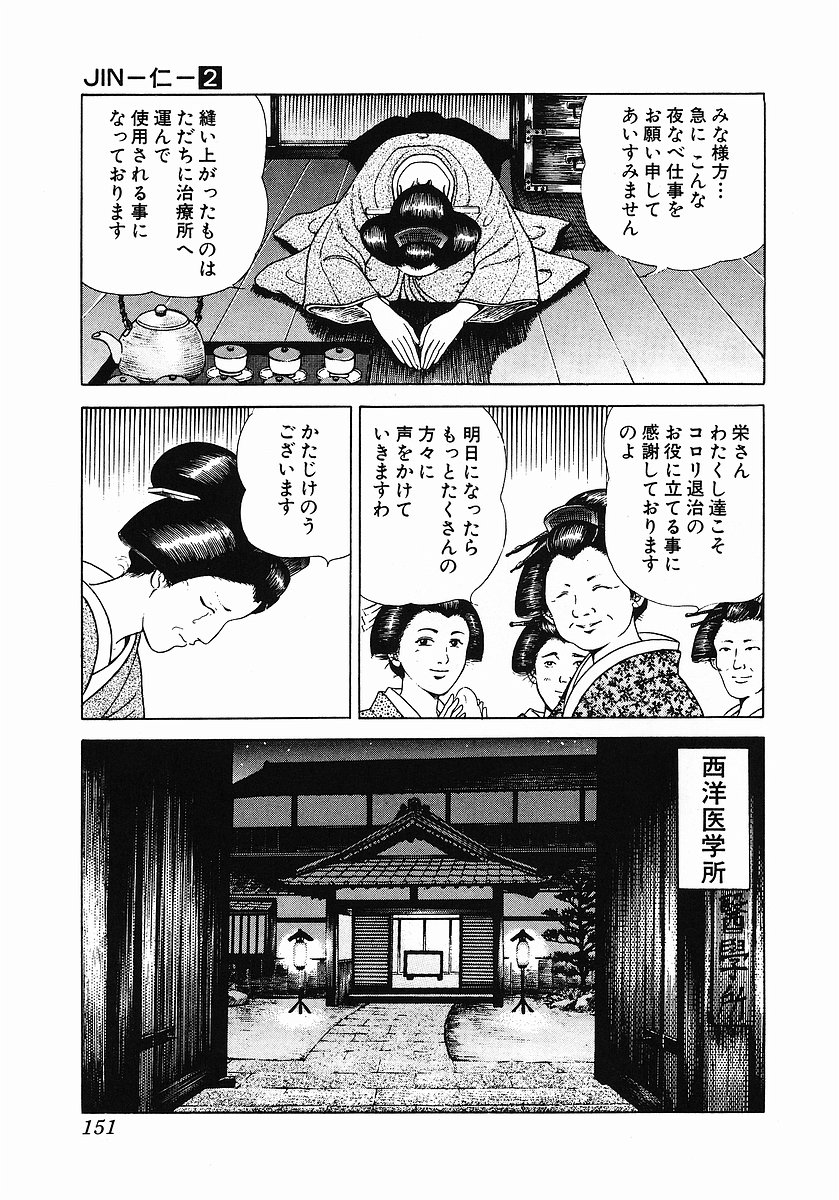 JIN－仁－2
みな様方…
急に こんな
夜なべ仕事を
お願い申して
あいすみません
縫い上がったものは
ただちに治療所へ
運んで
使用される事に
なっております
栄さん
わたくし達こそ
コロリ退治の
お役に立てる事に
感謝しております
のよ
明日になったら
もっとたくさんの
方々に
声をかけて
いきますわ
かたじけのう
ございます
西洋医学所
醫學所
151